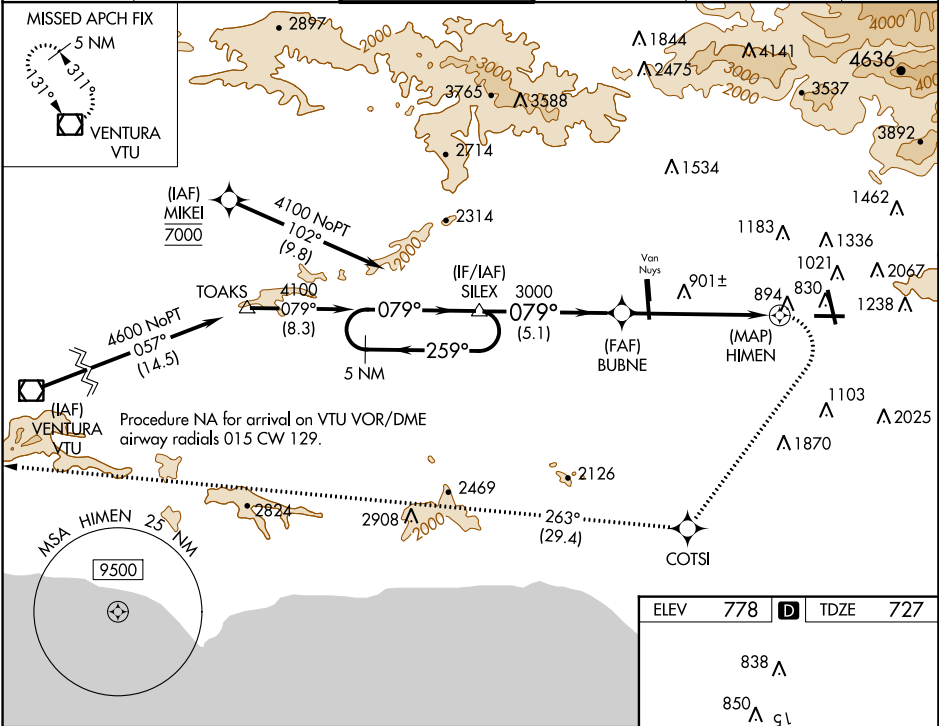 MISSED APCH FIX
5 NM
311°
131°
VENTURA
VTU
2897
2000
3000
3765
3588
2714
1844
2475
4141
3000
2000
4000
4636
3537
3892
1534
1462
(IAF)
MIKEI
7000
4100 NoPT
102°
(9.8)
2314
2000
1183
1336
1021
2067
830
894
1238
TOAKS
4100
079°
(8.3)
079°
259°
5 NM
(IF/IAF)
SILEX
3000
079°
(5.1)
Van
Nuys
901±
(FAF)
BUBNE
(MAP)
HIMEN
4600 NoPT
057°
(14.5)
(IAF)
VENTURA
VTU
Procedure NA for arrival on VTU VOR/DME
airway radials 015 CW 129.
1103
2025
1870
2126
2469
2824
2908
2000
263°
(29.4)
COTSI
MSA HIMEN 25 NM
9500
ELEV 778 D TDZE 727
838
850
15